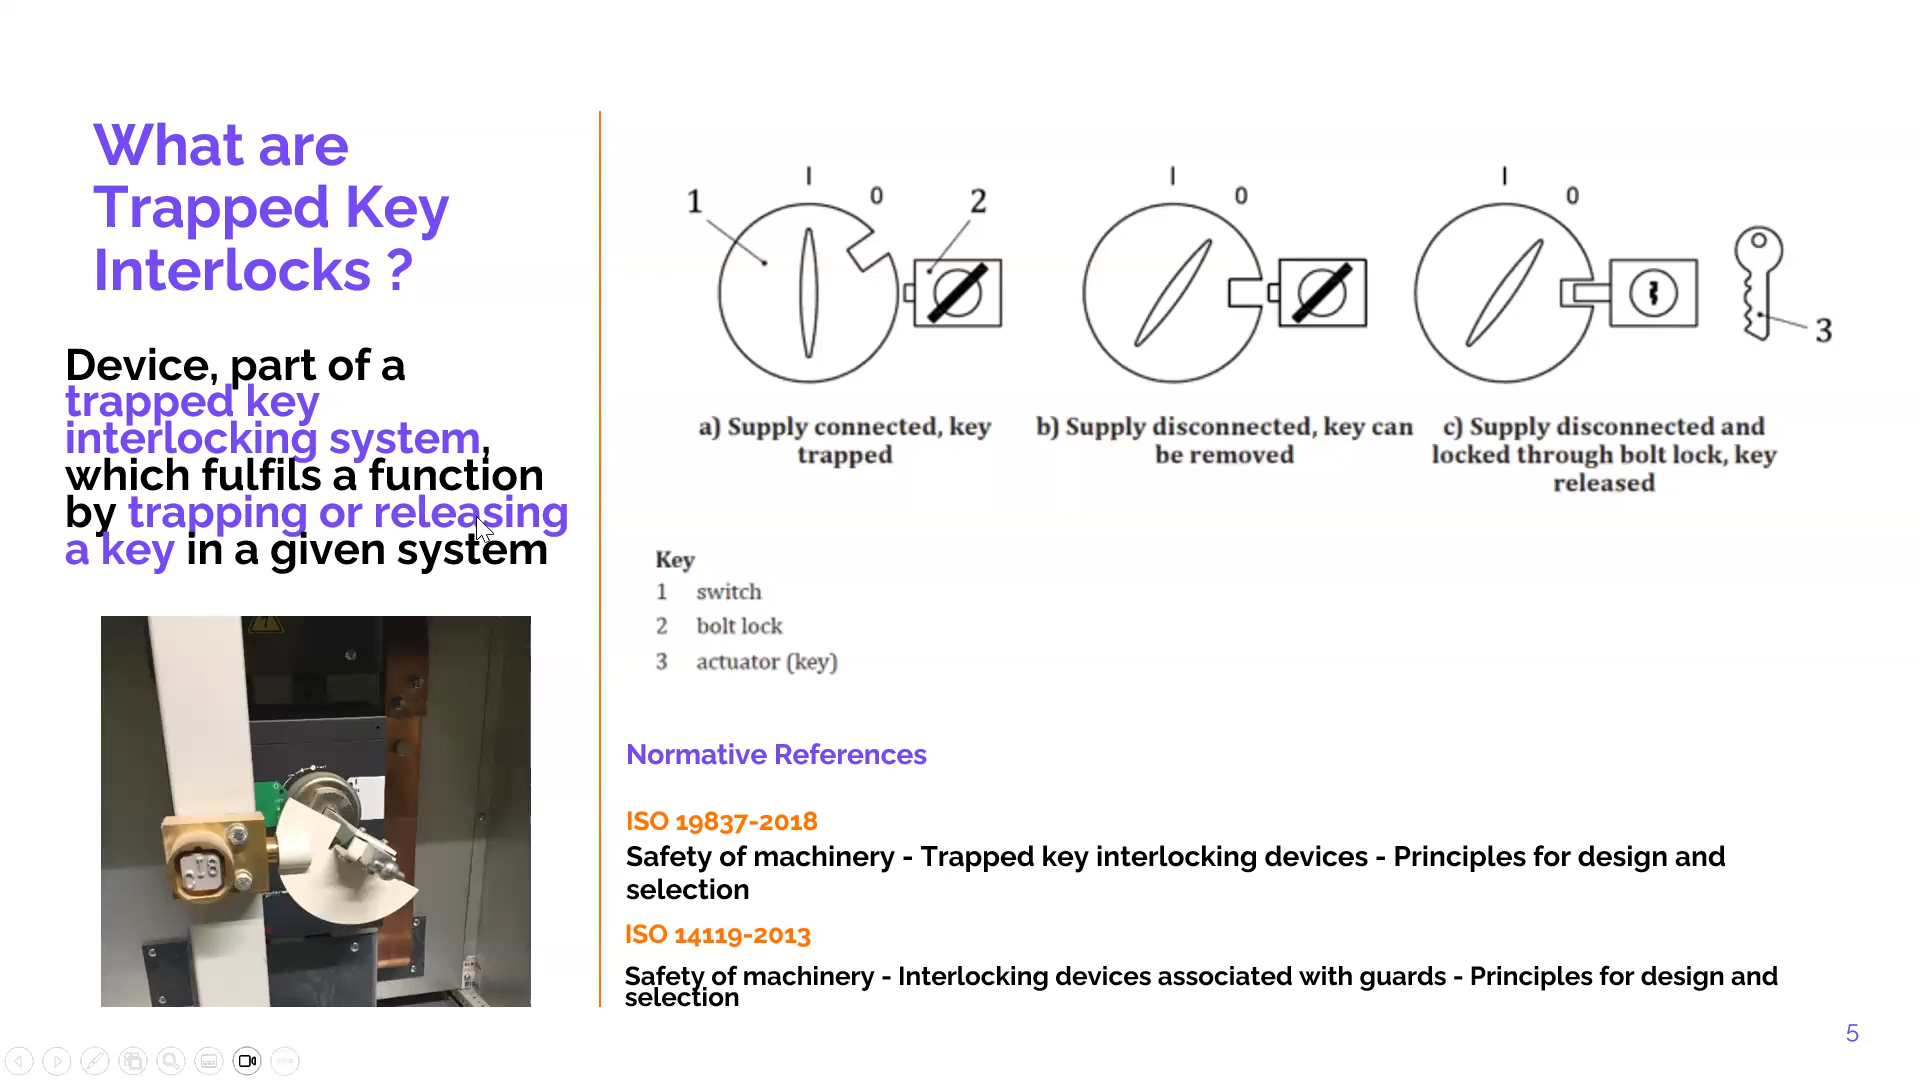 What are
Trapped Key
Interlocks ?
Device, part of a
trapped key
interlocking system,
which fulfils a function
by trapping or releasing
a key in a given system
1
I
0
2
I
0
I
0
3
a) Supply connected, key
trapped
b) Supply disconnected, key can
be removed
c) Supply disconnected and
locked through bolt lock, key
released
Key
1 switch
2 bolt lock
3 actuator (key)
Normative References
ISO 19837-2018
Safety of machinery - Trapped key interlocking devices - Principles for design and
selection
ISO 14119-2013
Safety of machinery - Interlocking devices associated with guards - Principles for design and
selection
5